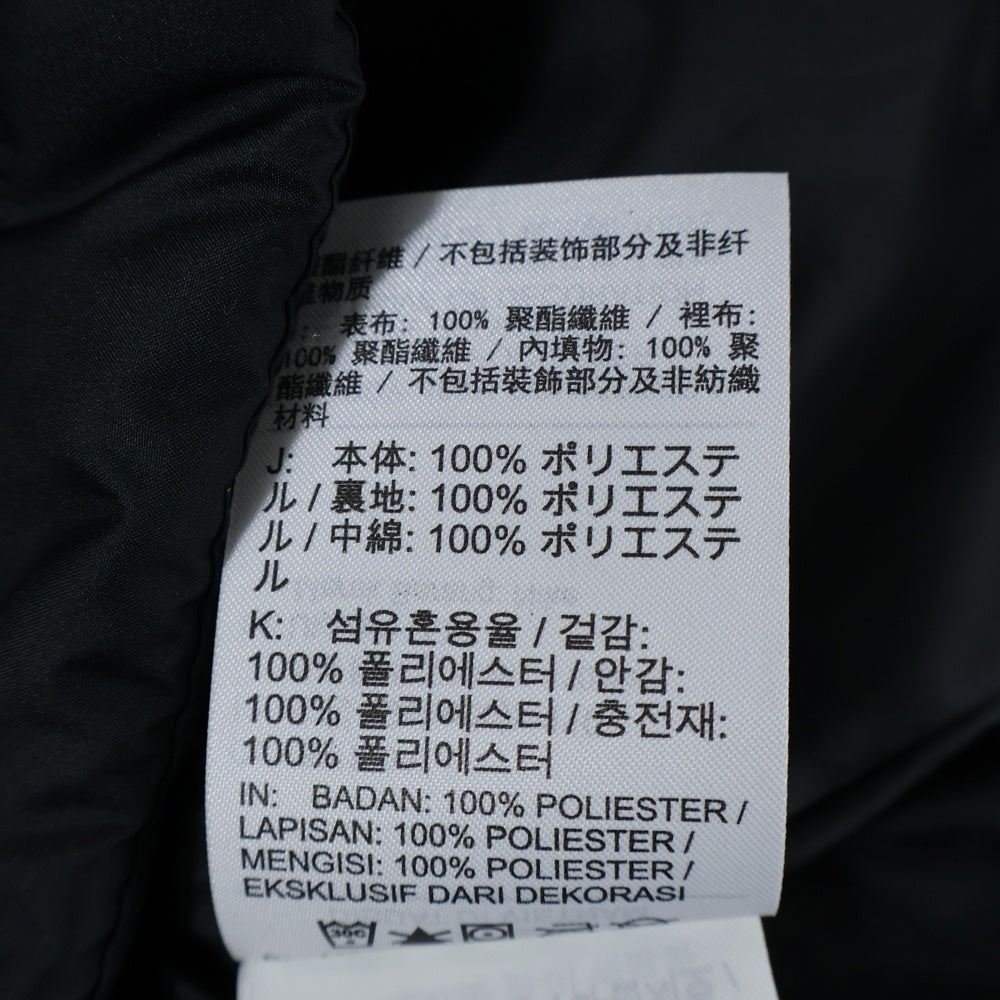 酯纤维 / 不包括装饰部分及非纤
物质
: 表布: 100% 聚酯纖維 / 裡布:
100% 聚酯纖維 / 內填物: 100% 聚
酯纖維 / 不包括裝飾部分及非紡織
材料
J: 本体: 100% ポリエステ
ル / 裏地: 100% ポリエステ
ル / 中綿: 100% ポリエステ
ル
K: 섬유혼용율 / 겉감:
100% 폴리에스터 / 안감:
100% 폴리에스터 / 충전재:
100% 폴리에스터
IN: BADAN: 100% POLIESTER /
LAPISAN: 100% POLIESTER /
MENGISI: 100% POLIESTER /
EKSKLUSIF DARI DEKORASI